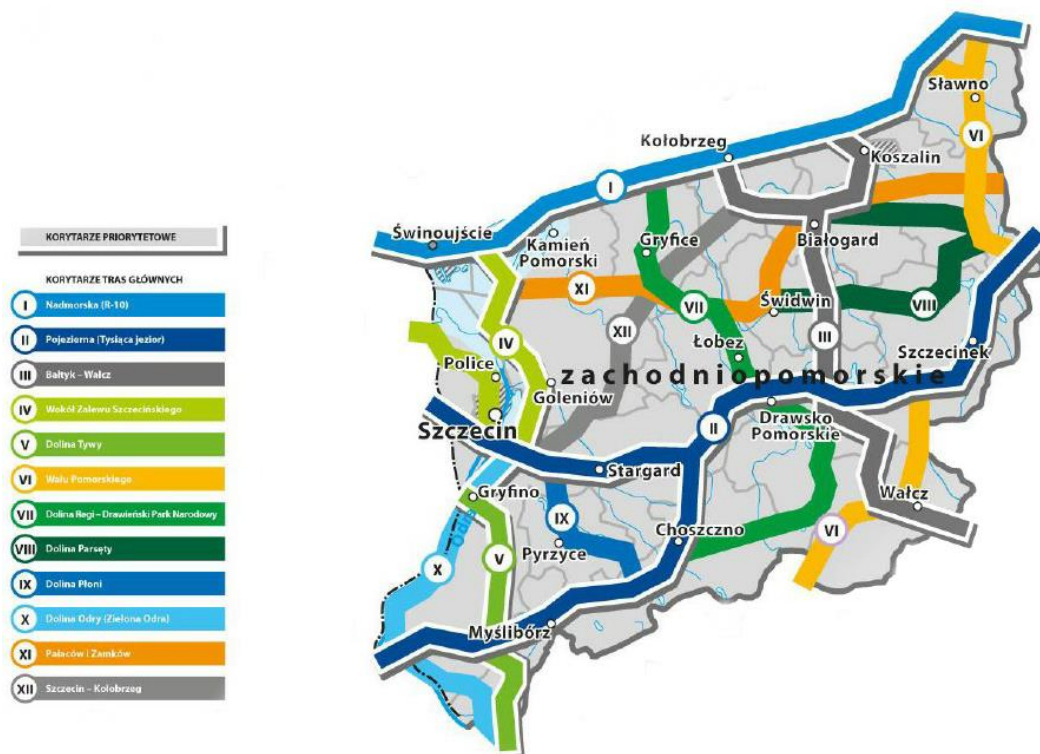 KORYTARZE PRIORYTETOWE
KORYTARZE TRAS GŁÓWNYCH
I Nadmorska (R-10)
II Pojezierna (Tysiąca jezior)
III Bałtyk – Wałcz
IV Wokół Zalewu Szczecińskiego
V Dolina Tywy
VI Wału Pomorskiego
VII Dolina Regi – Drawieński Park Narodowy
VIII Dolina Parsęty
IX Dolina Płoni
X Dolina Odry (Zielona Odra)
XI Pałaców i Zamków
XII Szczecin – Kołobrzeg
Sławno
VI
Kołobrzeg
Koszalin
I
Świnoujście
Kamień
Pomorski
Gryfice
Białogard
XI
VII
Świdwin
VIII
XII
III
IV
Łobez
Szczecinek
Police
zachodniopomorskie
Goleniów
Szczecin
II
Drawsko
Pomorskie
Stargard
Gryfino
Wałcz
Odra
IX
Choszczno
VI
Pyrzyce
V
X
Myślibórz